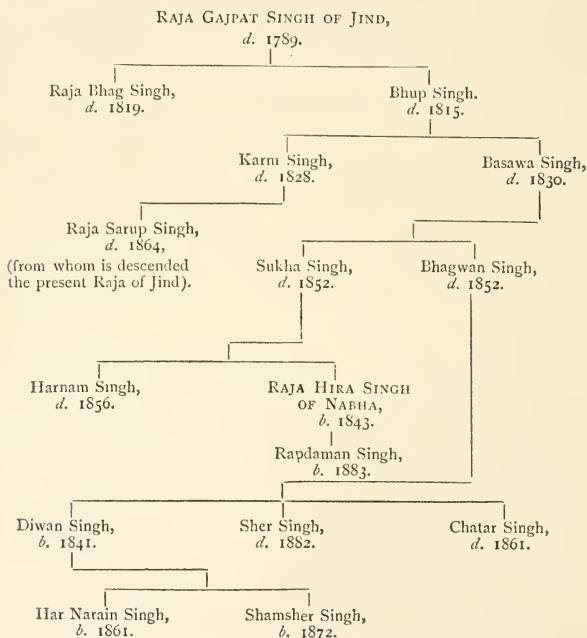 RAJA GAJPAT SINGH OF JIND,
d. 1789.
Raja Bhag Singh,
d. 1819.
Bhup Singh.
d. 1815.
Karm Singh,
d. 1828.
Basawa Singh,
d. 1830.
Raja Sarup Singh,
d. 1864,
(from whom is descended
the present Raja of Jind).
Sukha Singh,
d. 1852.
Bhagwan Singh,
d. 1852.
Harnam Singh,
d. 1856.
RAJA HIRA SINGH
OF NABHA,
b. 1843.
Rapdaman Singh,
b. 1883.
Diwan Singh,
b. 1841.
Sher Singh,
d. 1882.
Chatar Singh,
d. 1861.
Har Narain Singh,
b. 1861.
Shamsher Singh,
b. 1872.